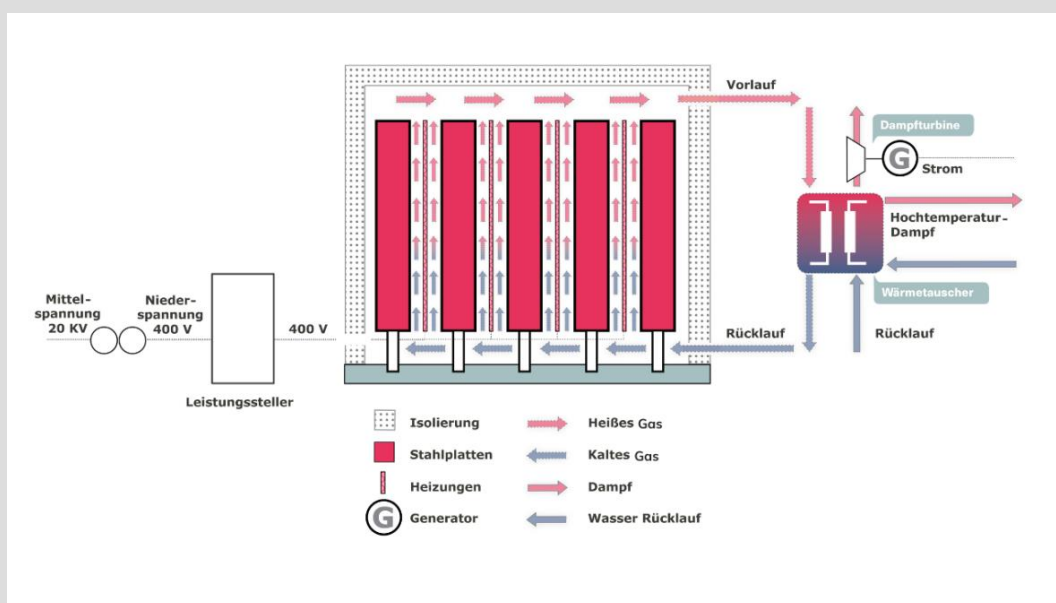 Vorlauf
Dampfturbine
G
Strom
Hochtemperatur-
Dampf
Wärmetauscher
Mittel-
spannung
20 KV
Nieder-
spannung
400 V
400 V
Leistungssteller
Rücklauf
Rücklauf
Isolierung
Heißes Gas
Stahlplatten
Kaltes Gas
Heizungen
Dampf
G
Generator
Wasser Rücklauf